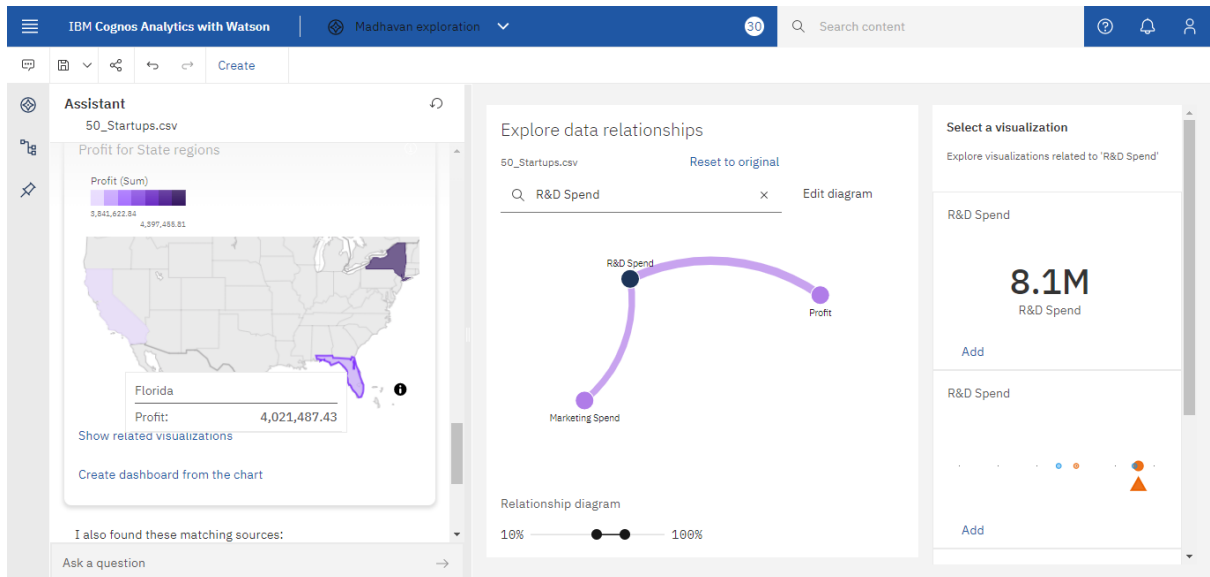 IBM Cognos Analytics with Watson
Madhavan exploration
30
Search content
Create
Assistant
50_Startups.csv
Profit for State regions
Profit (Sum)
3,841,622.84
4,597,488.81
Florida
Profit: 4,021,487.43
Show related visualizations
Create dashboard from the chart
I also found these matching sources:
Ask a question
Explore data relationships
50_Startups.csv
Reset to original
R&D Spend
Edit diagram
R&D Spend
Profit
Marketing Spend
Relationship diagram
10%
100%
Select a visualization
Explore visualizations related to 'R&D Spend'
R&D Spend
8.1M
R&D Spend
Add
R&D Spend
Add